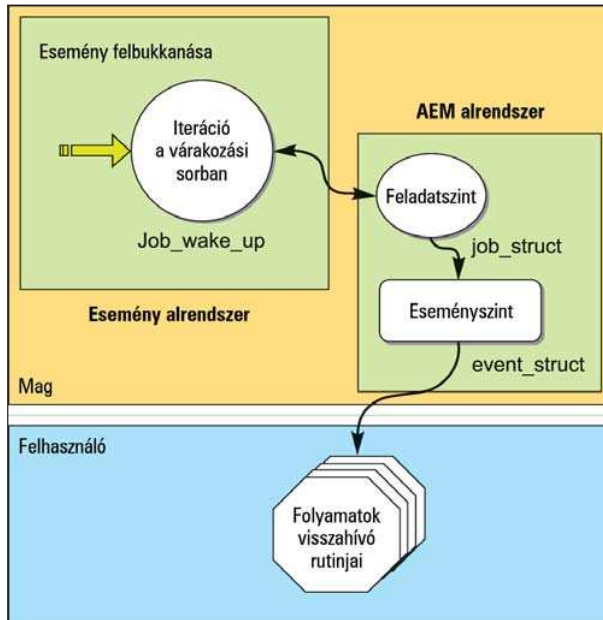 Esemény felbukkanása
Iteráció
a várakozási
sorban
Job_wake_up
Esemény alrendszer
AEM alrendszer
Feladatszint
job_struct
Eseményszint
event_struct
Mag
Felhasználó
Folyamatok
visszahívó
rutinjai